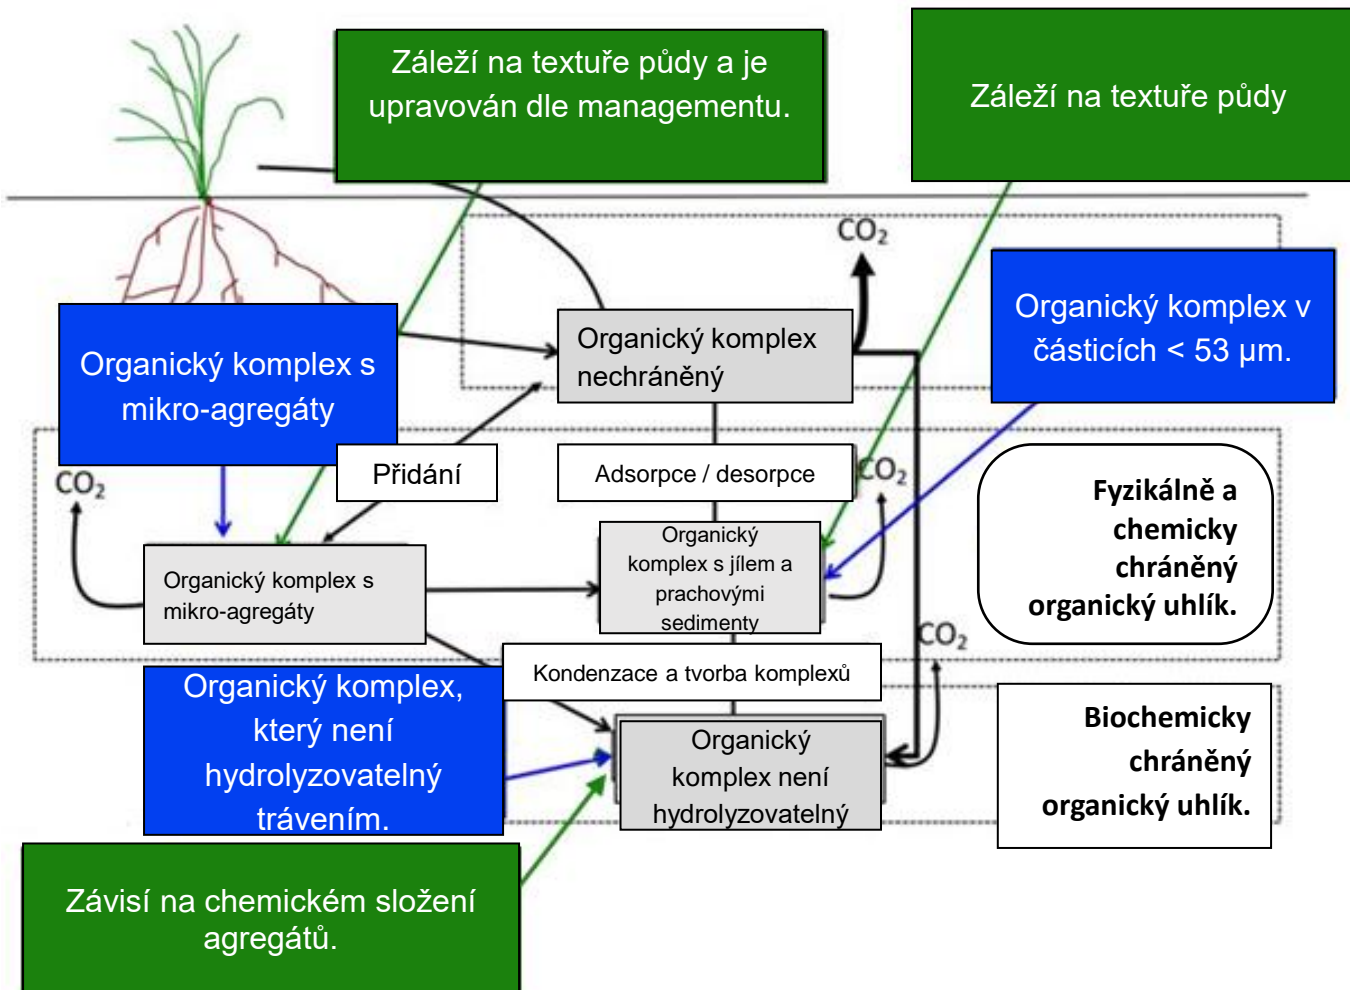 Záleží na textuře půdy a je
upravován dle managementu.
Záleží na textuře půdy
CO2
Organický komplex v
částicích < 53 µm.
Organický komplex
nechráněný
Organický komplex s
mikro-agregáty
Přidání
Adsorpce / desorpce
CO2
CO2
Fyzikálně a
chemicky
chráněný
organický uhlík.
Organický
komplex s jílem a
prachovými
sedimenty
Organický komplex s
mikro-agregáty
CO2
Kondenzace a tvorba komplexů
Organický komplex,
který není
hydrolyzovatelný
trávením.
Organický
komplex není
hydrolyzovatelný
Biochemicky
chráněný
organický uhlík.
Závisí na chemickém složení
agregátů.